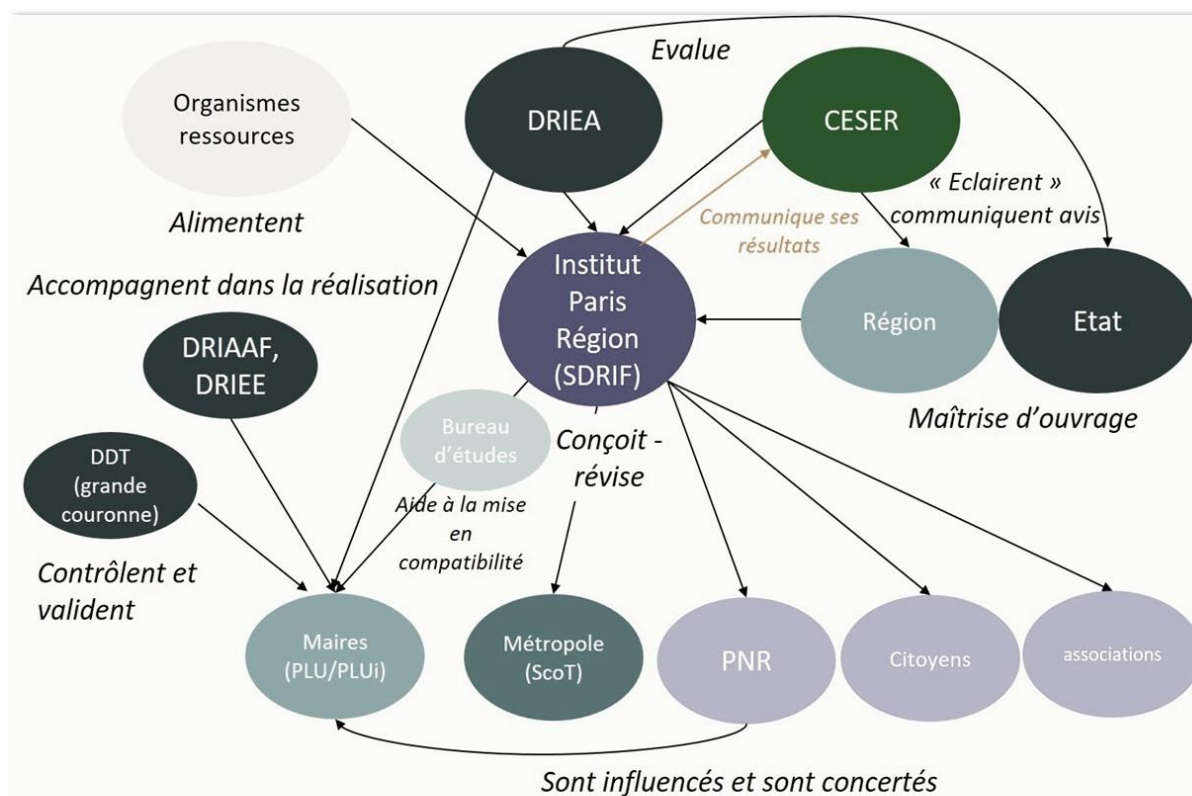 Evalue
Organismes
ressources
DRIEA
CESER
« Eclairent »
communiquent avis
Alimentent
Communique ses
résultats
Accompagnent dans la réalisation
Institut
Paris
Région
(SDRIF)
Région
Etat
DRIAAF,
DRIEE
Maîtrise d’ouvrage
Bureau
d’études
Conçoit -
révise
DDT
(grande
couronne)
Aide à la mise
en
compatibilité
Contrôlent et
valident
Maires
(PLU/PLUi)
Métropole
(ScoT)
PNR
Citoyens
associations
Sont influencés et sont concertés